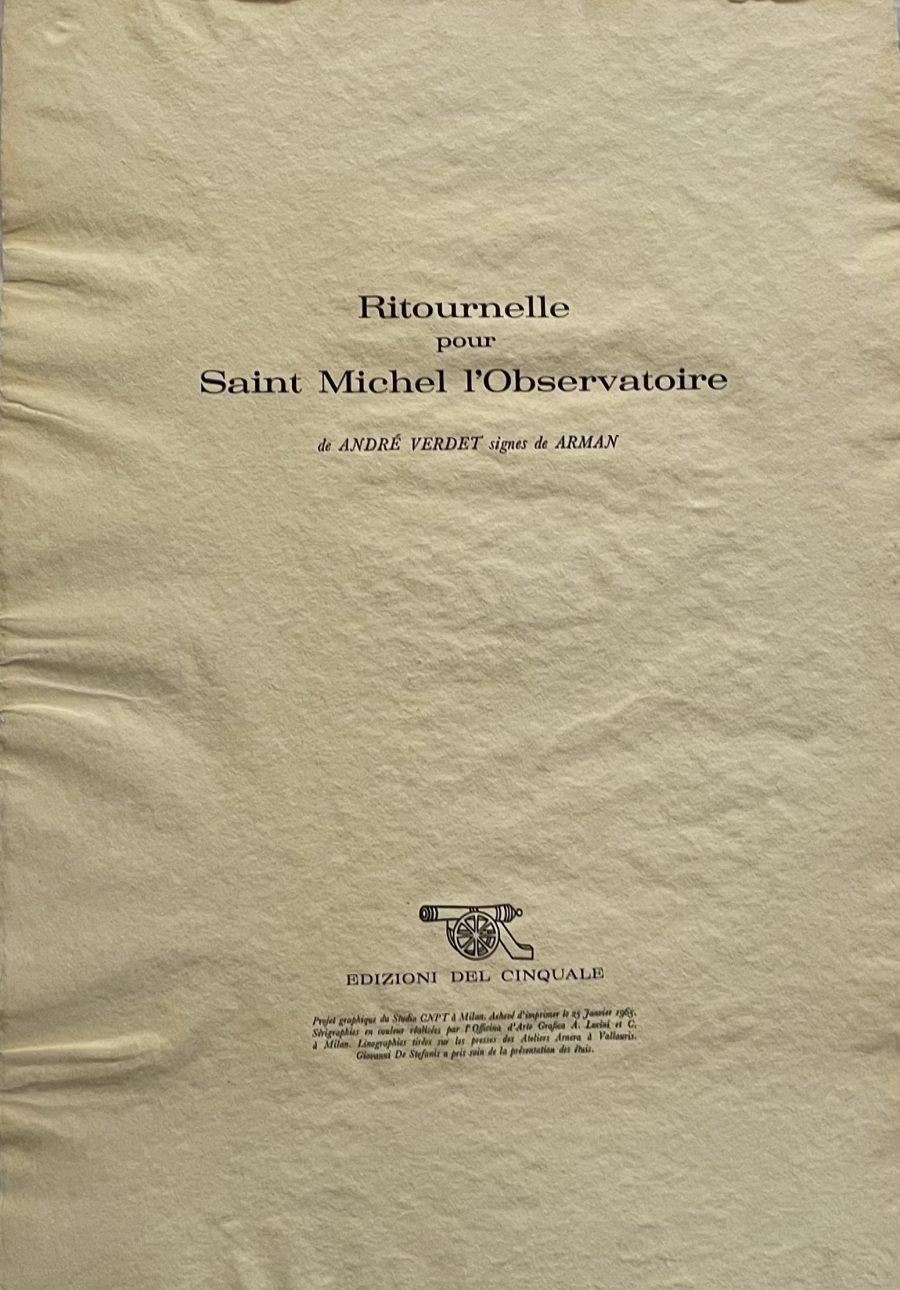 Ritournelle
pour
Saint Michel l'Observatoire
de ANDRÉ VERDET signes de ARMAN
EDIZIONI DEL CINQUALE
Projet graphique du Studio CNPT à Milan. Achevé d'imprimer le 25 Janvier 1965.
Sérigraphies en couleur réalisées par l'Officina d'Arte Grafica A. Lucini et C.
à Milan. Linographies tirées sur les presses des Ateliers Arnera à Vallauris.
Giovanni De Stefanis a pris soin de la présentation des étuis.